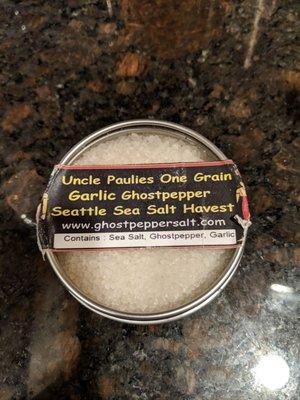 Uncle Paulies One Grain
Garlic Ghostpepper
Seattle Sea Salt Havest
www.ghostpeppersalt.com
Contains : Sea Salt, Ghostpepper, Garlic